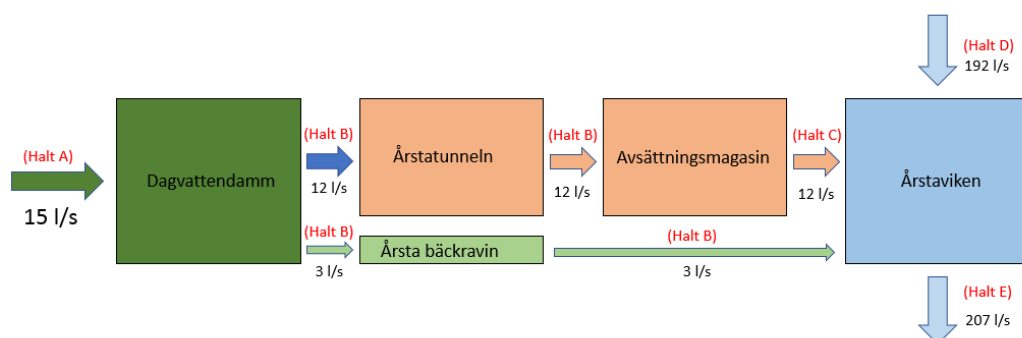 (Halt D)
192 l/s
(Halt A)
15 l/s
Dagvattendamm
(Halt B)
12 l/s
Årstatunneln
(Halt B)
12 l/s
Avsättningsmagasin
(Halt C)
12 l/s
Årstaviken
(Halt B)
3 l/s
Årsta bäckravin
(Halt B)
3 l/s
(Halt E)
207 l/s